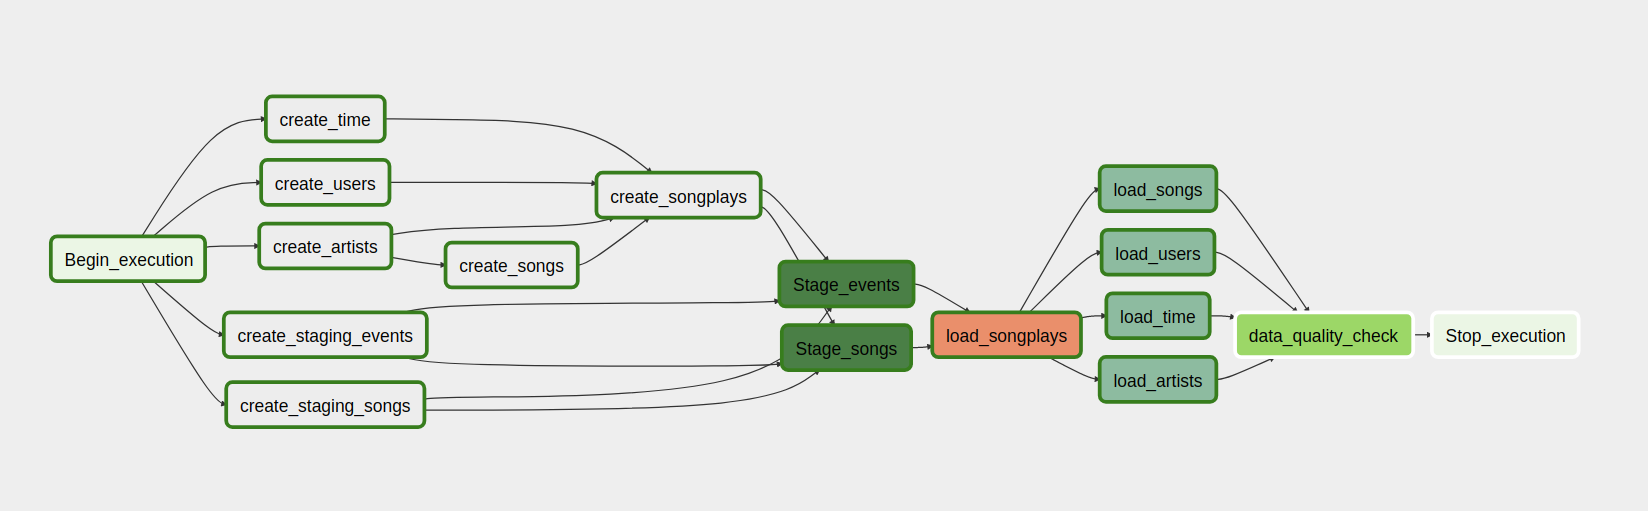 create_time
create_users
create_artists
Begin_execution
create_songs
create_staging_events
create_staging_songs
create_songplays
Stage_events
Stage_songs
load_songplays
load_songs
load_users
load_time
load_artists
data_quality_check
Stop_execution